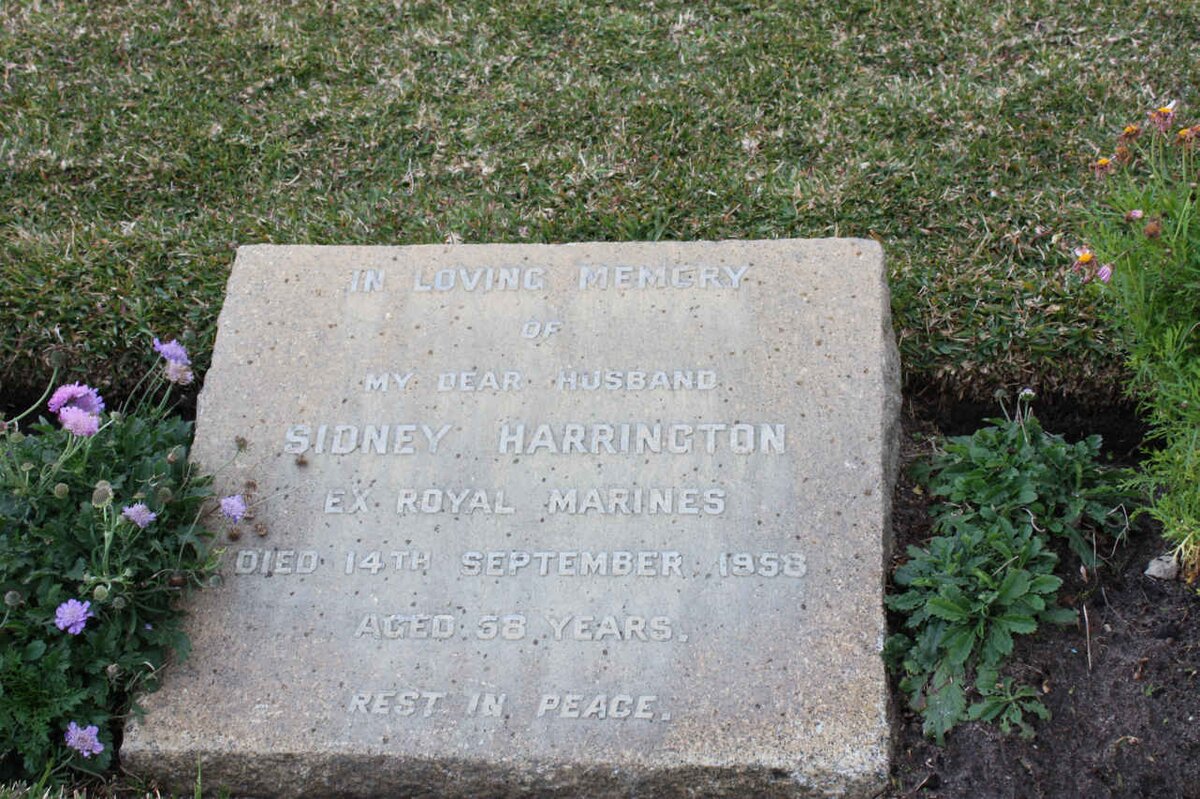 IN LOVING MEMORY
OF
MY DEAR HUSBAND
SIDNEY HARRINGTON
EX ROYAL MARINES
DIED 14TH SEPTEMBER 1958
AGED 58 YEARS.
REST IN PEACE.